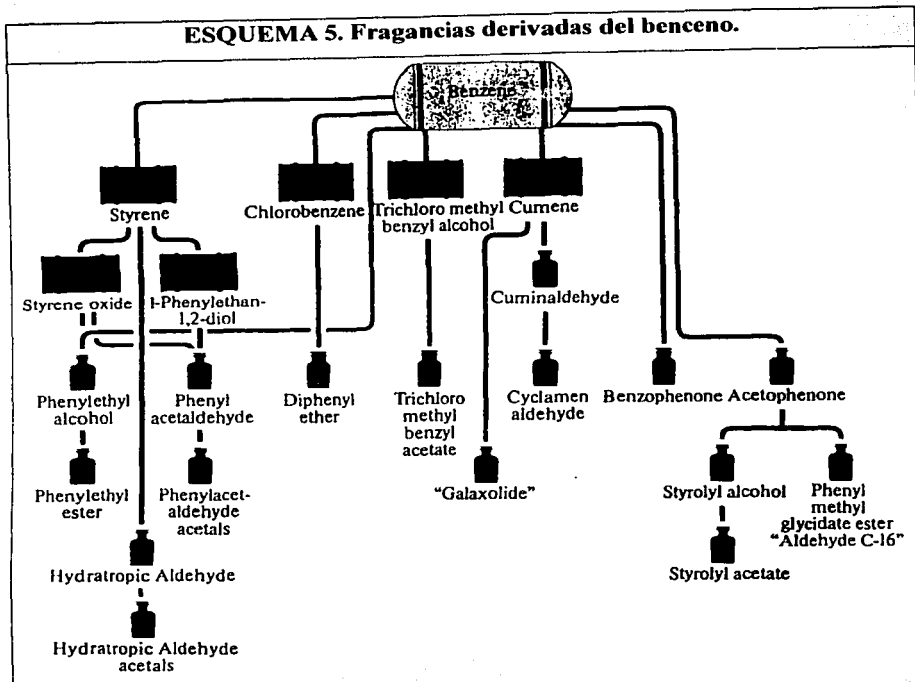 ESQUEMA 5. Fragancias derivadas del benceno.
Benzene
Styrene
Chlorobenzene
Trichloro methyl
benzyl alcohol
Cumene
Styrene oxide
1-Phenylethan-
1,2-diol
Cuminaldehyde
Phenylethyl
alcohol
Phenyl
acetaldehyde
Diphenyl
ether
Trichloro
methyl
benzyl
acetate
Cyclamen
aldehyde
Benzophenone
Acetophenone
Phenylethyl
ester
Phenylacet-
aldehyde
acetals
"Galaxolide"
Styrolyl alcohol
Phenyl
methyl
glycidate ester
"Aldehyde C-16"
Hydratropic Aldehyde
Styrolyl acetate
Hydratropic Aldehyde
acetals